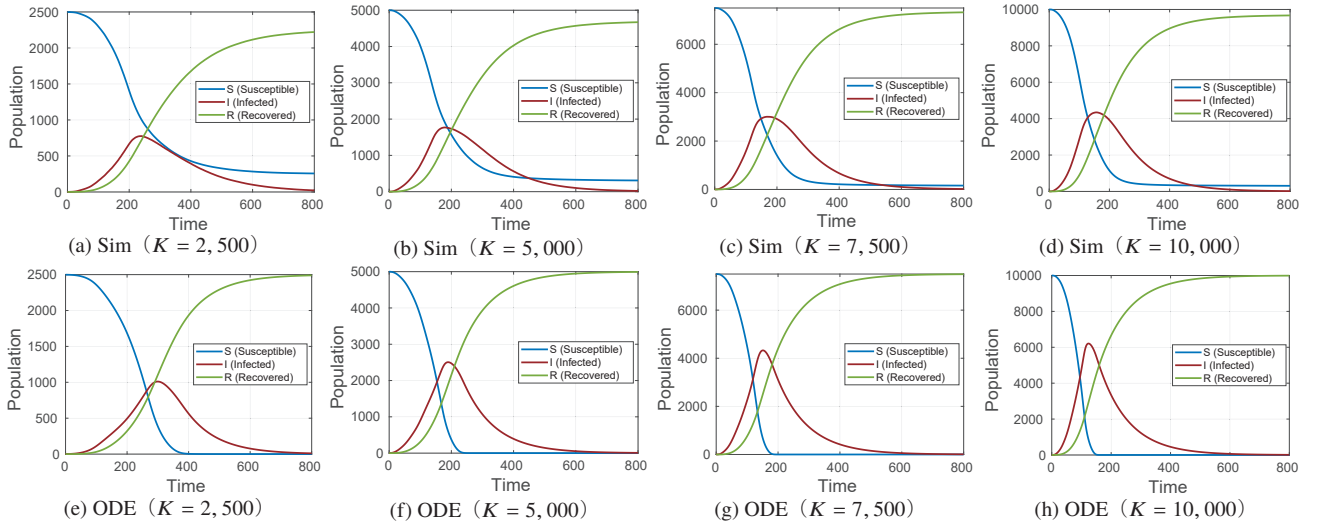 2500
2000
1500
1000
500
0
Population
S (Susceptible)
I (Infected)
R (Recovered)
0 200 400 600 800
Time
(a) Sim（K = 2, 500）
5000
4000
3000
2000
1000
0
Population
S (Susceptible)
I (Infected)
R (Recovered)
0 200 400 600 800
Time
(b) Sim（K = 5, 000）
6000
4000
2000
0
Population
S (Susceptible)
I (Infected)
R (Recovered)
0 200 400 600 800
Time
(c) Sim（K = 7, 500）
10000
8000
6000
4000
2000
0
Population
S (Susceptible)
I (Infected)
R (Recovered)
0 200 400 600 800
Time
(d) Sim（K = 10, 000）
2500
2000
1500
1000
500
0
Population
S (Susceptible)
I (Infected)
R (Recovered)
0 200 400 600 800
Time
(e) ODE（K = 2, 500）
5000
4000
3000
2000
1000
0
Population
S (Susceptible)
I (Infected)
R (Recovered)
0 200 400 600 800
Time
(f) ODE（K = 5, 000）
6000
4000
2000
0
Population
S (Susceptible)
I (Infected)
R (Recovered)
0 200 400 600 800
Time
(g) ODE（K = 7, 500）
10000
8000
6000
4000
2000
0
Population
S (Susceptible)
I (Infected)
R (Recovered)
0 200 400 600 800
Time
(h) ODE（K = 10, 000）